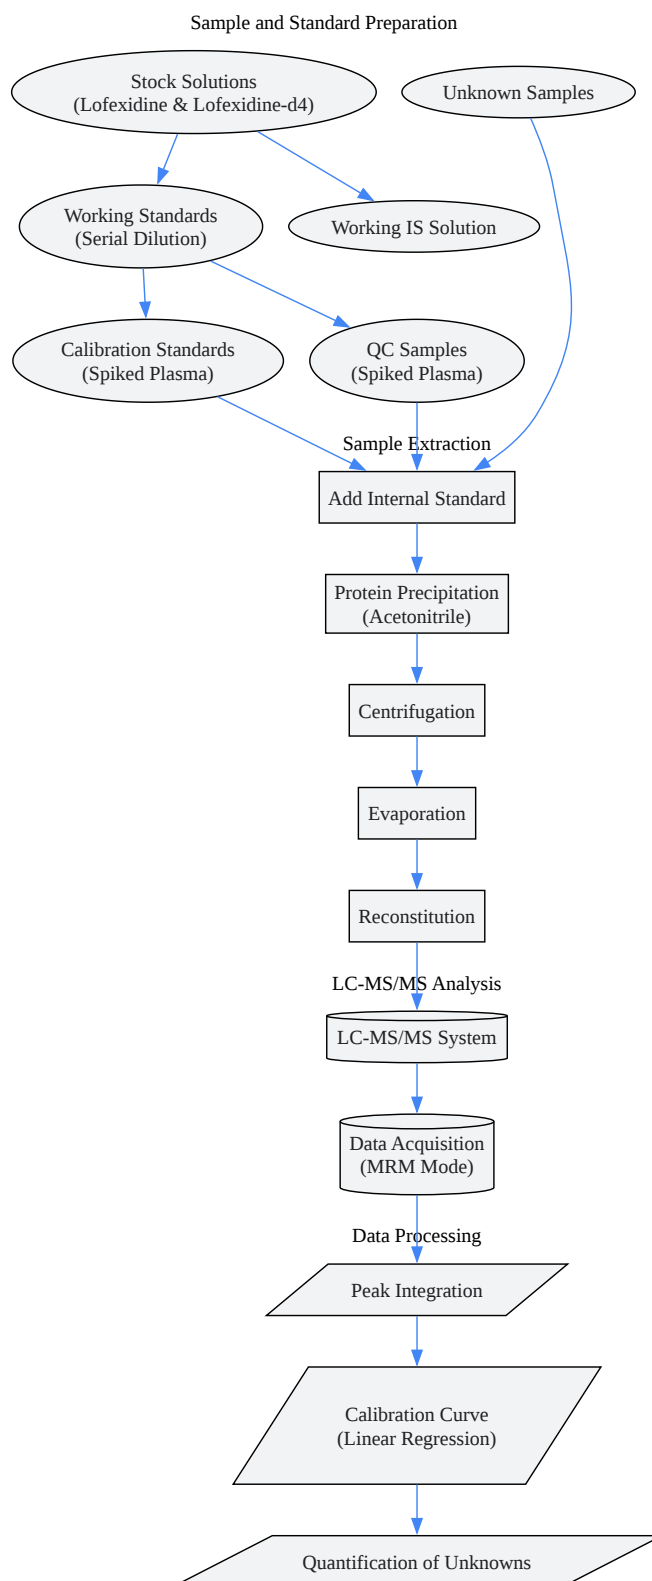 Sample and Standard Preparation
Stock Solutions
(Lofexidine & Lofexidine-d4)
Unknown Samples
Working Standards
(Serial Dilution)
Working IS Solution
Calibration Standards
(Spiked Plasma)
QC Samples
(Spiked Plasma)
Sample Extraction
Add Internal Standard
Protein Precipitation
(Acetonitrile)
Centrifugation
Evaporation
Reconstitution
LC-MS/MS Analysis
LC-MS/MS System
Data Acquisition
(MRM Mode)
Data Processing
Peak Integration
Calibration Curve
(Linear Regression)
Quantification of Unknowns